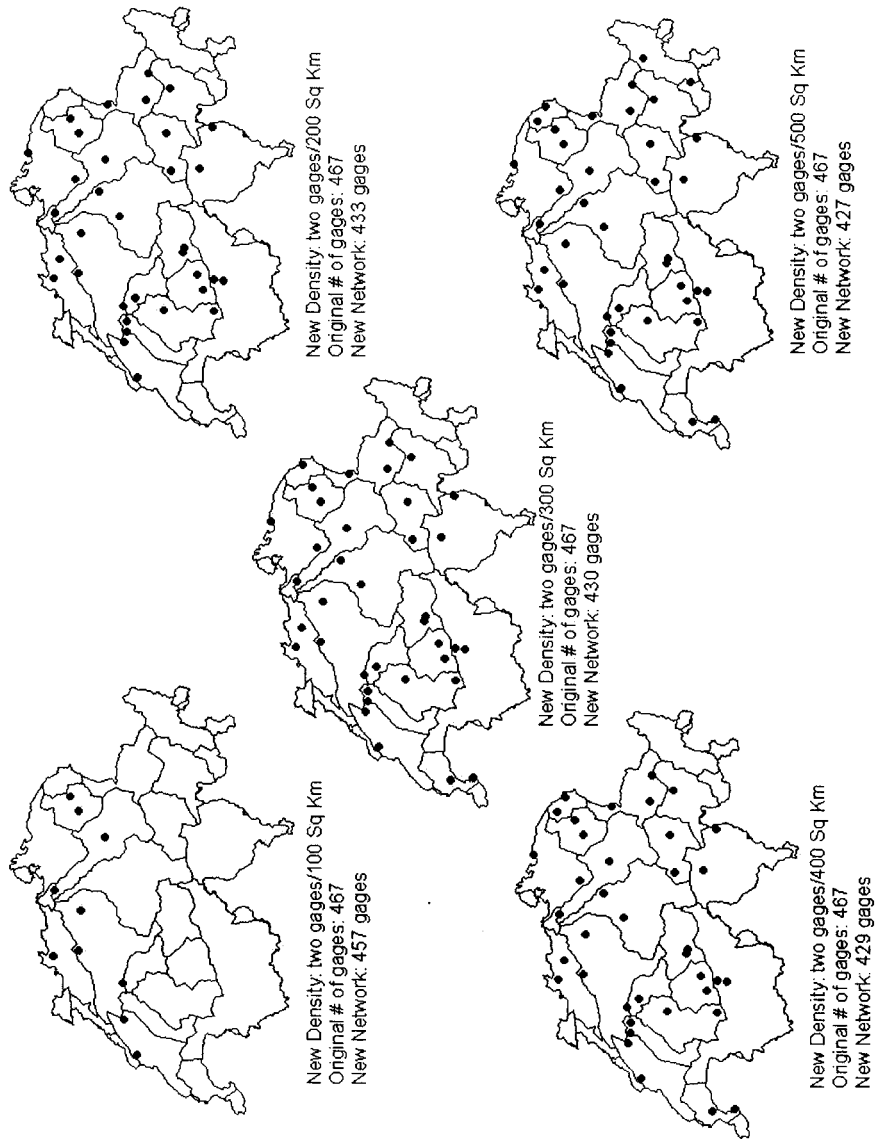 New Density: two gages/100 Sq Km
Original # of gages: 467
New Network: 457 gages
New Density: two gages/200 Sq Km
Original # of gages: 467
New Network: 433 gages
New Density: two gages/300 Sq Km
Original # of gages: 467
New Network: 430 gages
New Density: two gages/400 Sq Km
Original # of gages: 467
New Network: 429 gages
New Density: two gages/500 Sq Km
Original # of gages: 467
New Network: 427 gages